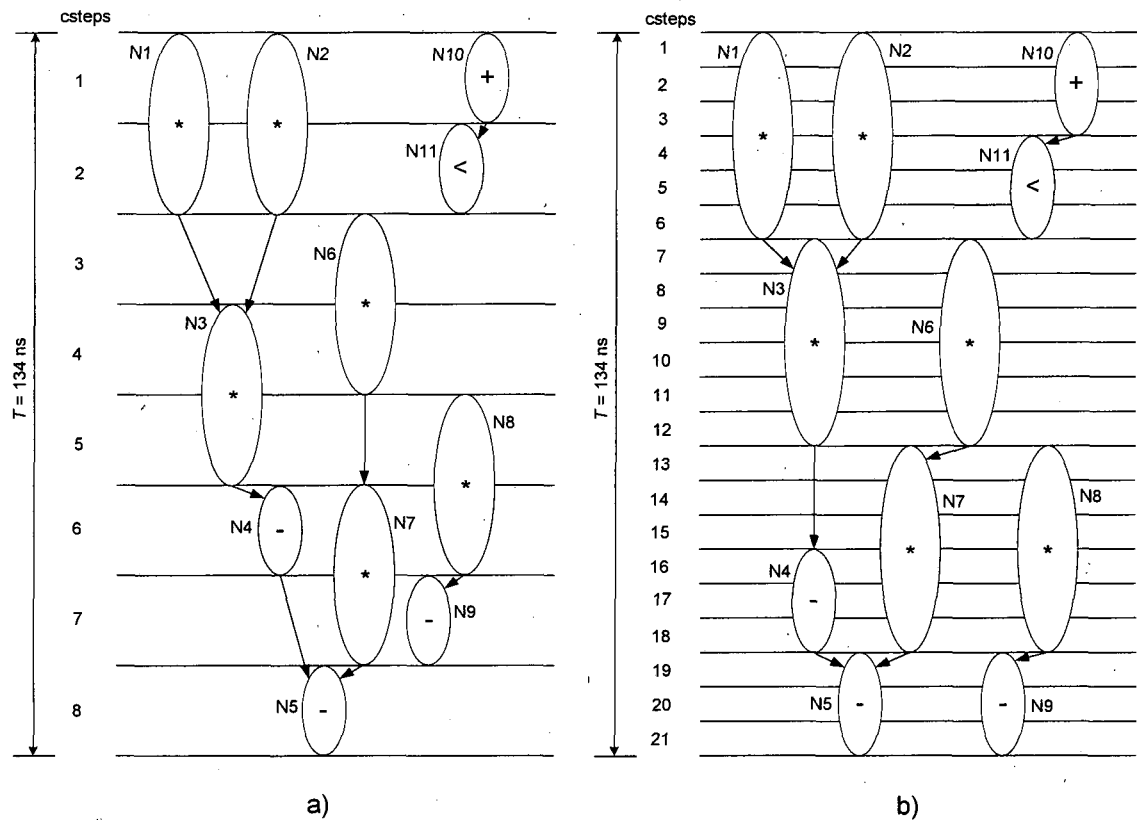 csteps
N1
N2
N10
+
1
*
*
N11
<
2
N6
3
*
N3
4
*
N8
5
*
N4
-
N7
6
*
7
-
N9
N5
-
8
T = 134 ns
a)
csteps
1
N1
N2
N10
2
+
3
*
*
4
N11
5
<
6
7
N3
8
N6
9
*
*
10
11
12
13
14
N7
N8
15
*
*
16
N4
17
-
18
19
N5
-
-
N9
20
21
T = 134 ns
b)